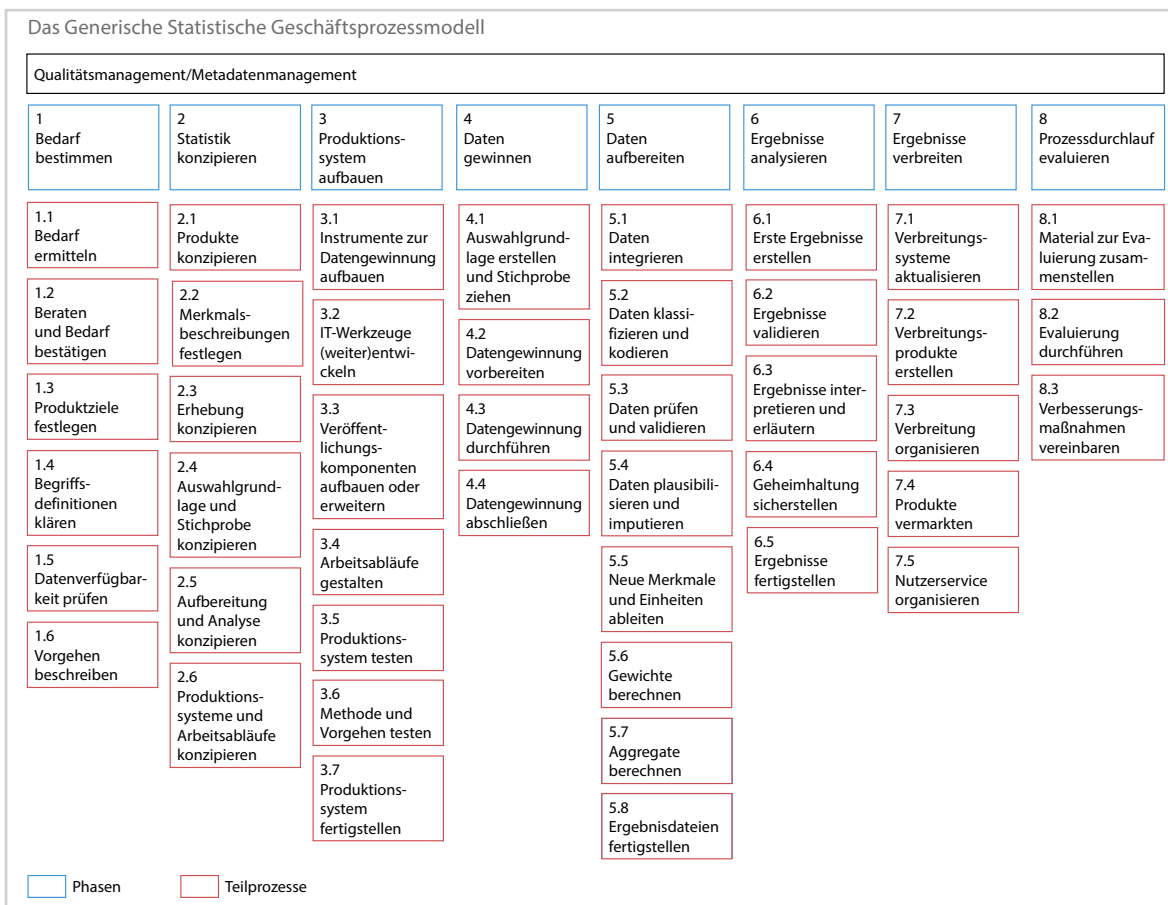 Das Generische Statistische Geschäftsprozessmodell
Qualitätsmanagement/Metadatenmanagement
1
Bedarf
bestimmen
2
Statistik
konzipieren
3
Produktions-
system
aufbauen
4
Daten
gewinnen
5
Daten
aufbereiten
6
Ergebnisse
analysieren
7
Ergebnisse
verbreiten
8
Prozessdurchlauf
evaluieren
1.1
Bedarf
ermitteln
1.2
Beraten
und Bedarf
bestätigen
1.3
Produktziele
festlegen
1.4
Begriffs-
definitionen
klären
1.5
Datenverfügbar-
keit prüfen
1.6
Vorgehen
beschreiben
2.1
Produkte
konzipieren
2.2
Merkmals-
beschreibungen
festlegen
2.3
Erhebung
konzipieren
2.4
Auswahlgrund-
lage und
Stichprobe
konzipieren
2.5
Aufbereitung
und Analyse
konzipieren
2.6
Produktions-
systeme und
Arbeitsabläufe
konzipieren
3.1
Instrumente zur
Datengewinnung
aufbauen
3.2
IT-Werkzeuge
(weiter)entwi-
ckeln
3.3
Veröffent-
lichungs-
komponenten
aufbauen oder
erweitern
3.4
Arbeitsabläufe
gestalten
3.5
Produktions-
system testen
3.6
Methode und
Vorgehen testen
3.7
Produktions-
system
fertigstellen
4.1
Auswahlgrund-
lage erstellen
und Stichprobe
ziehen
4.2
Datengewinnung
vorbereiten
4.3
Datengewinnung
durchführen
4.4
Datengewinnung
abschließen
5.1
Daten
integrieren
5.2
Daten klassi-
fizieren und
kodieren
5.3
Daten prüfen
und validieren
5.4
Daten plausibili-
sieren und
imputieren
5.5
Neue Merkmale
und Einheiten
ableiten
5.6
Gewichte
berechnen
5.7
Aggregate
berechnen
5.8
Ergebnisdateien
fertigstellen
6.1
Erste Ergebnisse
erstellen
6.2
Ergebnisse
validieren
6.3
Ergebnisse inter-
pretieren und
erläutern
6.4
Geheimhaltung
sicherstellen
6.5
Ergebnisse
fertigstellen
7.1
Verbreitungs-
systeme
aktualisieren
7.2
Verbreitungs-
produkte
erstellen
7.3
Verbreitung
organisieren
7.4
Produkte
vermarkten
7.5
Nutzerservice
organisieren
8.1
Material zur Eva-
luierung zusam-
menstellen
8.2
Evaluierung
durchführen
8.3
Verbesserungs-
maßnahmen
vereinbaren
Phasen
Teilprozesse